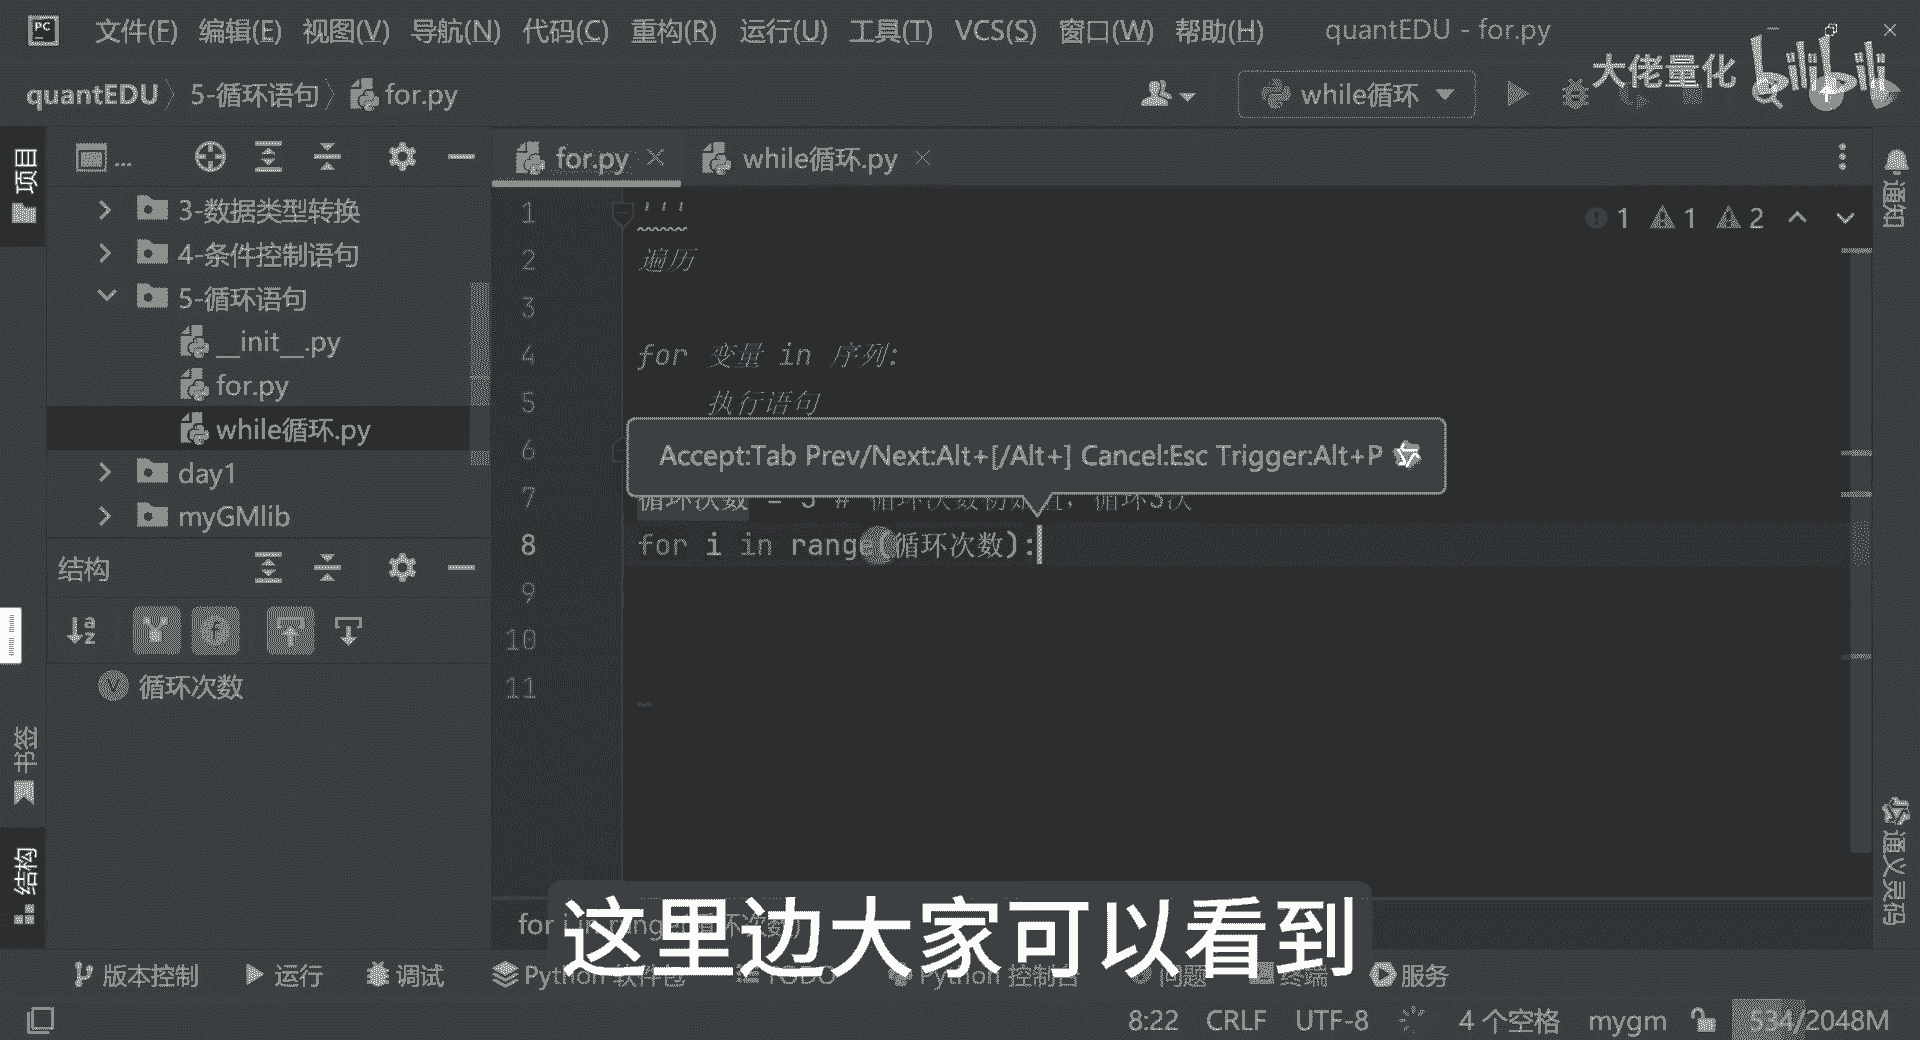 文件(F) 编辑(E) 视图(V) 导航(N) 代码(C) 重构(R) 运行(U) 工具(T) VCS(S) 窗口(W) 帮助(H) quantEDU - for.py
大佬量化 bilibili
quantEDU 5-循环语句 for.py while循环
项目
...
for.py
while循环.py
通知
3-数据类型转换
4-条件控制语句
5-循环语句
__init__.py
for.py
while循环.py
day1
myGMlib
1 '''
1 1 2
2 遍历
3
4 for 变量 in 序列:
5 执行语句
6
Accept:Tab Prev/Next:Alt+[/Alt+] Cancel:Esc Trigger:Alt+P
7 循环次数 = 3 # 循环次数初始值，循环3次
8 for i in range(循环次数):
9
10
11
结构
循环次数
书签
结构
通义灵码
for i in range(循环次数)
这里边大家可以看到
版本控制 运行 调试 Python 软件包 TODO Python 控制台 问题 终端 服务
8:22 CRLF UTF-8 4 个空格 mygm 534/2048M